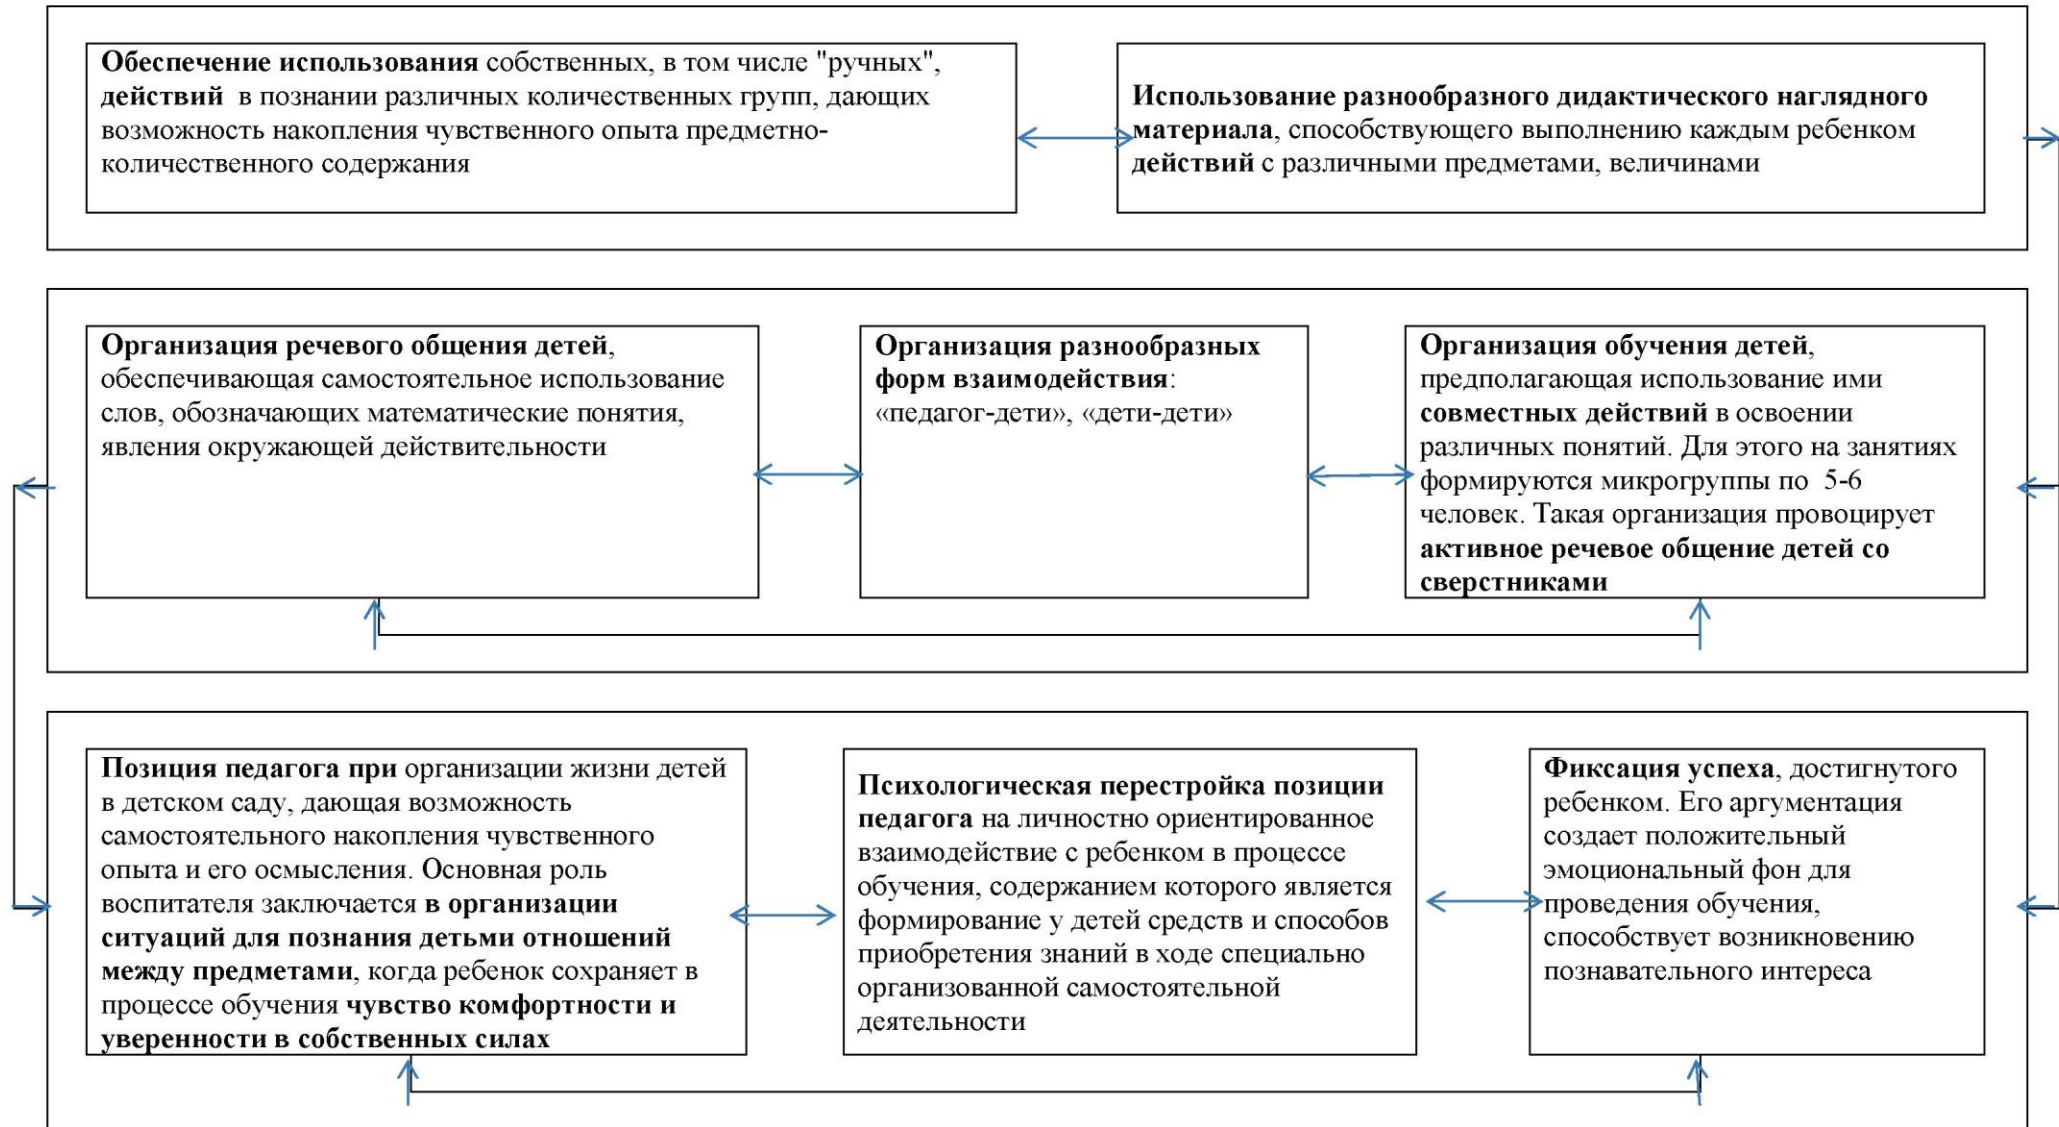 Обеспечение использования собственных, в том числе "ручных",
действий в познании различных количественных групп, дающих
возможность накопления чувственного опыта предметно-
количественного содержания
Использование разнообразного дидактического наглядного
материала, способствующего выполнению каждым ребенком
действий с различными предметами, величинами
Организация речевого общения детей,
обеспечивающая самостоятельное использование
слов, обозначающих математические понятия,
явления окружающей действительности
Организация разнообразных
форм взаимодействия:
«педагог-дети», «дети-дети»
Организация обучения детей,
предполагающая использование ими
совместных действий в освоении
различных понятий. Для этого на занятиях
формируются микрогруппы по 5-6
человек. Такая организация провоцирует
активное речевое общение детей со
сверстниками
Позиция педагога при организации жизни детей
в детском саду, дающая возможность
самостоятельного накопления чувственного
опыта и его осмысления. Основная роль
воспитателя заключается в организации
ситуаций для познания детьми отношений
между предметами, когда ребенок сохраняет в
процессе обучения чувство комфортности и
уверенности в собственных силах
Психологическая перестройка позиции
педагога на личностно ориентированное
взаимодействие с ребенком в процессе
обучения, содержанием которого является
формирование у детей средств и способов
приобретения знаний в ходе специально
организованной самостоятельной
деятельности
Фиксация успеха, достигнутого
ребенком. Его аргументация
создает положительный
эмоциональный фон для
проведения обучения,
способствует возникновению
познавательного интереса